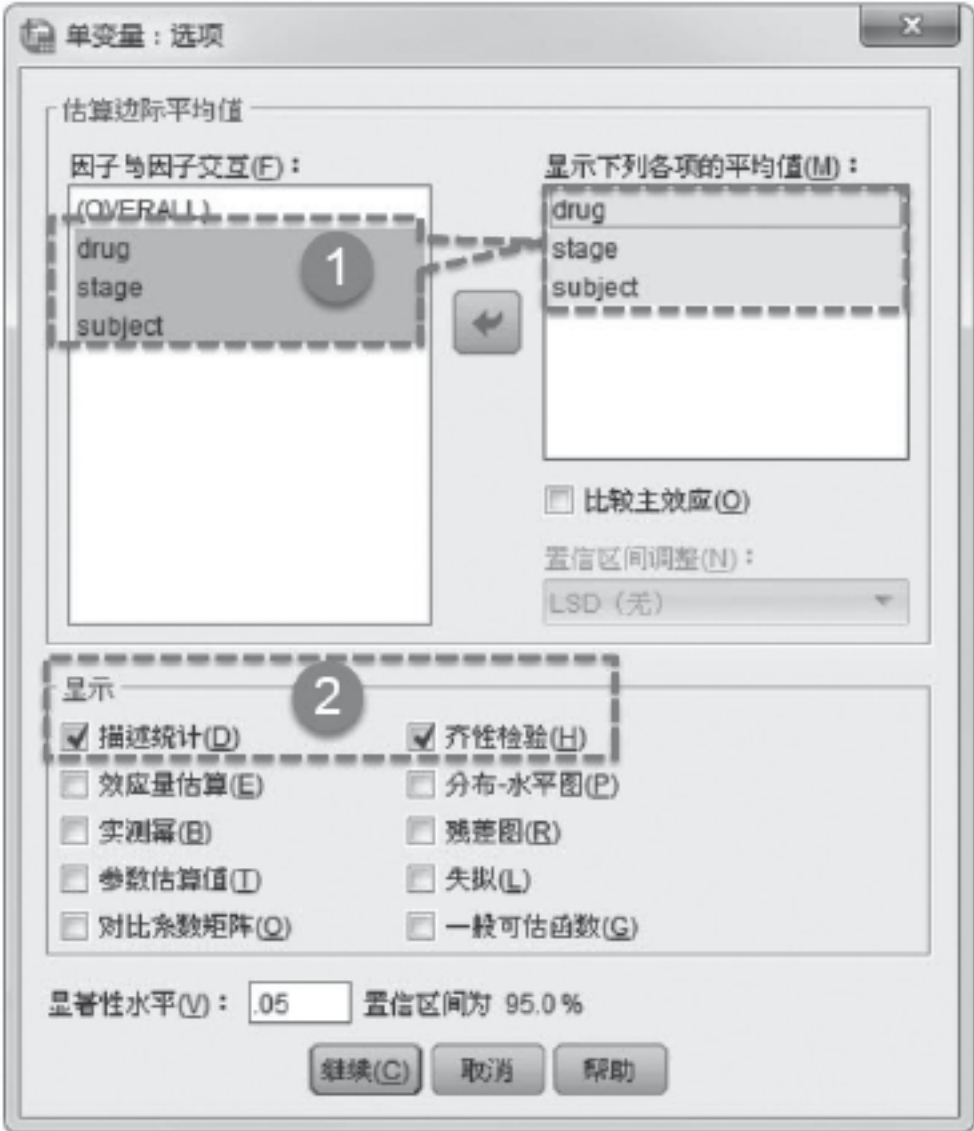 单变量：选项
估算边际平均值
因子与因子交互(F)：
(OVERALL)
drug
stage
subject
1
显示下列各项的平均值(M)：
drug
stage
subject
比较主效应(O)
置信区间调整(N)：
LSD（无）
显示
2
描述统计(D)
齐性检验(H)
效应量估算(E)
分布-水平图(P)
实测幂(B)
残差图(R)
参数估算值(T)
失拟(L)
对比系数矩阵(O)
一般可估函数(G)
显著性水平(V)： .05 置信区间为 95.0 %
继续(C) 取消 帮助